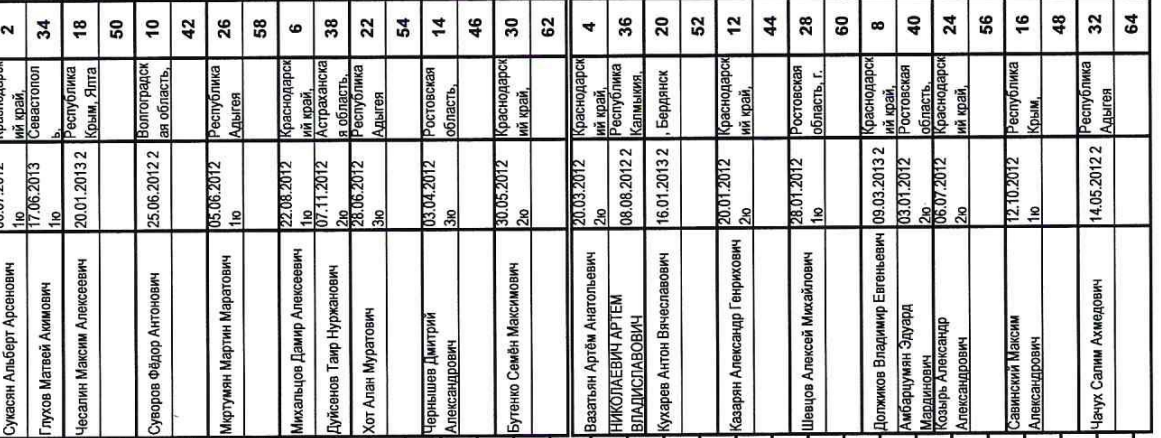 Сукасян Альберт Арсенович 1ю ий край, 2
Глухов Матвей Акимович 17.06.2013 1ю Севастопол ь, 34
Чесалин Максим Алексеевич 20.01.2013 2 Республика Крым, Ялта 18
50
Суворов Фёдор Антонович 25.06.2012 2 Волгоградск ая область, 10
42
Мкртумян Мартин Маратович 05.06.2012 1ю Республика Адыгея 26
58
Михальцов Дамир Алексеевич 22.08.2012 1ю Краснодарск ий край, 6
Дуйсенов Таир Нуржанович 07.11.2012 2ю Астраханска я область, 38
Хот Алан Муратович 28.06.2012 3ю Республика Адыгея 22
54
Чернышев Дмитрий
Александрович 03.04.2012 3ю Ростовская область, 14
46
Бутенко Семён Максимович 30.05.2012 2ю Краснодарск ий край, 30
62
Вазатьян Артём Анатольевич 20.03.2012 2ю Краснодарск ий край, 4
НИКОЛАЕВИЧ АРТЕМ
ВЛАДИСЛАВОВИЧ 08.08.2012 2 Республика Калмыкия, 36
Кухарев Антон Вячеславович 16.01.2013 2 , Бердянск 20
52
Камарян Александр Генрихович 20.01.2012 2ю Краснодарск ий край, 12
44
Шевцов Алексей Михайлович 28.01.2012 1ю Ростовская область, г. 28
60
Должиков Владимир Евгеньевич 09.03.2013 2 Краснодарск ий край, 8
Амбарцумян Эдуард
Мардинович 03.01.2012 2ю Ростовская область, 40
Козырь Александр
Александрович 06.07.2012 2ю Краснодарск ий край, 24
56
Савинский Максим
Александрович 12.10.2012 1ю Республика Крым, 16
48
Чачух Салим Ахмедович 14.05.2012 2 Республика Адыгея 32
64